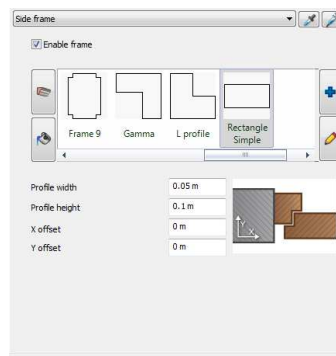 Side frame
Enable frame
Frame 9
Gamma
L profile
Rectangle
Simple
Profile width
0.05 m
Profile height
0.1 m
X offset
0 m
Y offset
0 m
Y
X